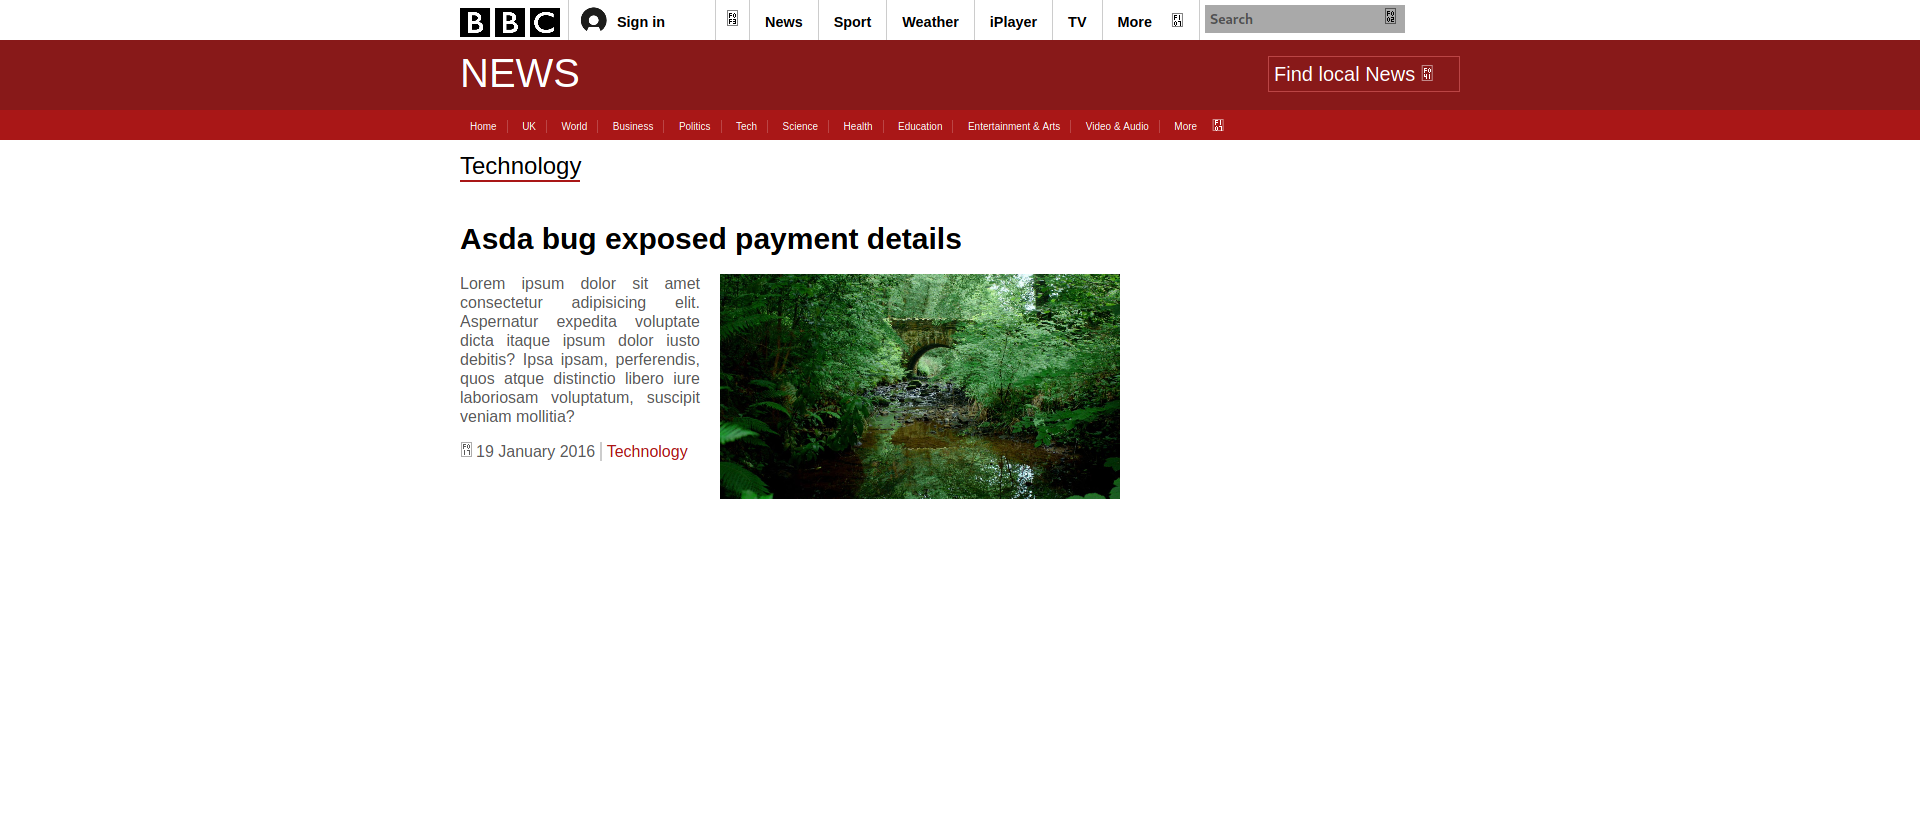 BBC Sign in News Sport Weather iPlayer TV More Search
NEWS
Find local News
Home UK World Business Politics Tech Science Health Education Entertainment & Arts Video & Audio More
Technology
Asda bug exposed payment details
Lorem ipsum dolor sit amet
consectetur adipisicing elit.
Aspernatur expedita voluptate
dicta itaque ipsum dolor iusto
debitis? Ipsa ipsam, perferendis,
quos atque distinctio libero iure
laboriosam voluptatum, suscipit
veniam mollitia?
19 January 2016 Technology